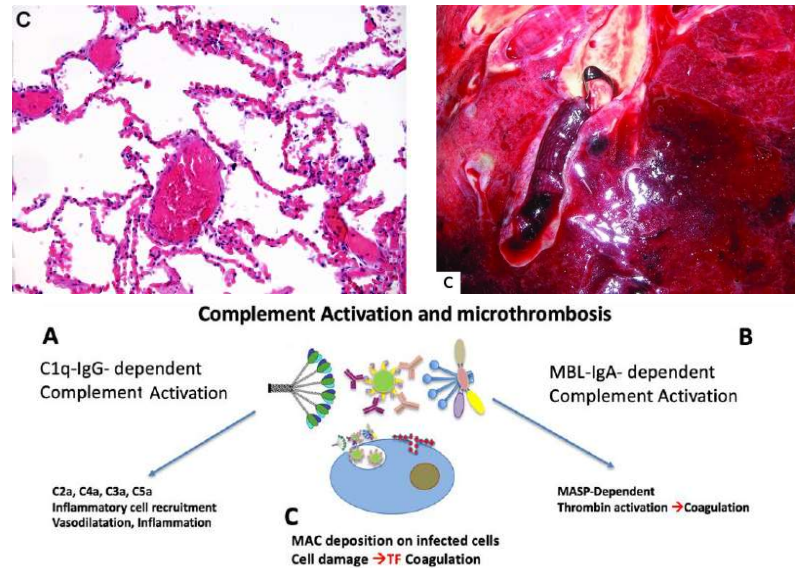 C
C
Complement Activation and microthrombosis
A
B
C1q-IgG- dependent
Complement Activation
MBL-IgA- dependent
Complement Activation
C2a, C4a, C3a, C5a
Inflammatory cell recruitment
Vasodilatation, Inflammation
MASP-Dependent
Thrombin activation →Coagulation
C
MAC deposition on infected cells
Cell damage →TF Coagulation